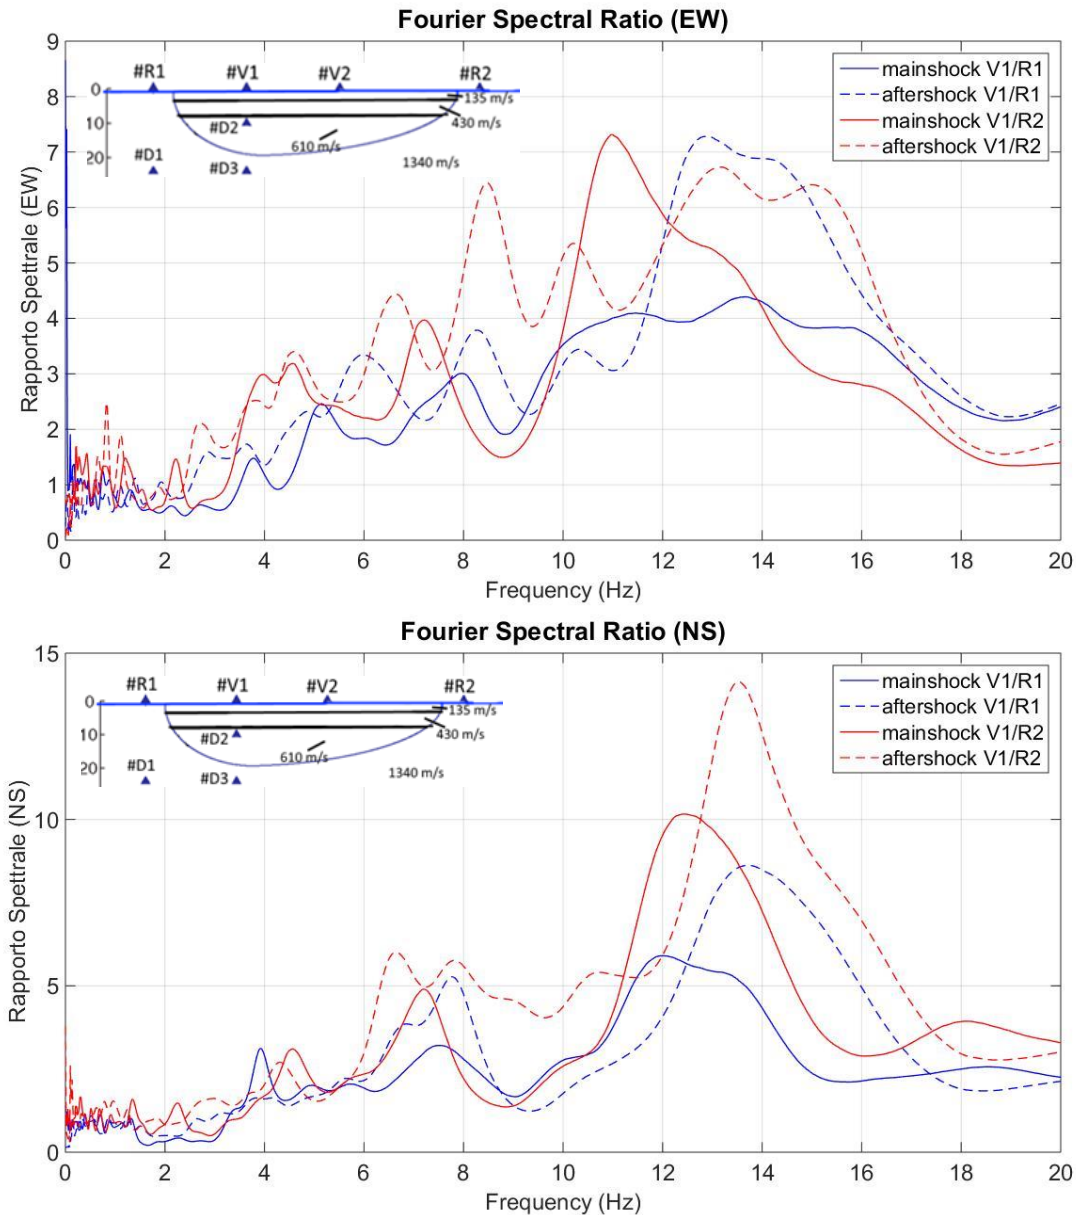 Fourier Spectral Ratio (EW)
9
8
7
6
5
4
3
2
1
0
Rapporto Spettrale (EW)
#R1 #V1 #V2 #R2
0
10
20
135 m/s
430 m/s
#D2
610 m/s
1340 m/s
#D1 #D3
mainshock V1/R1
aftershock V1/R1
mainshock V1/R2
aftershock V1/R2
0 2 4 6 8 10 12 14 16 18 20
Frequency (Hz)
Fourier Spectral Ratio (NS)
15
10
5
0
Rapporto Spettrale (NS)
#R1 #V1 #V2 #R2
0
10
20
135 m/s
430 m/s
#D2
610 m/s
1340 m/s
#D1 #D3
mainshock V1/R1
aftershock V1/R1
mainshock V1/R2
aftershock V1/R2
0 2 4 6 8 10 12 14 16 18 20
Frequency (Hz)